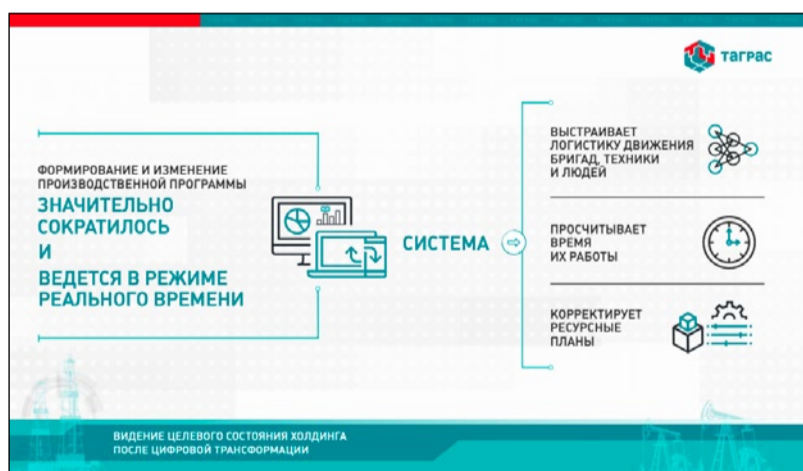 ТАГРАС
ФОРМИРОВАНИЕ И ИЗМЕНЕНИЕ
ПРОИЗВОДСТВЕННОЙ ПРОГРАММЫ
ЗНАЧИТЕЛЬНО
СОКРАТИЛОСЬ
И
ВЕДЕТСЯ В РЕЖИМЕ
РЕАЛЬНОГО ВРЕМЕНИ
СИСТЕМА
ВЫСТРАИВАЕТ
ЛОГИСТИКУ ДВИЖЕНИЯ
БРИГАД, ТЕХНИКИ
И ЛЮДЕЙ
ПРОСЧИТЫВАЕТ
ВРЕМЯ
ИХ РАБОТЫ
КОРРЕКТИРУЕТ
РЕСУРСНЫЕ
ПЛАНЫ
ВИДЕНИЕ ЦЕЛЕВОГО СОСТОЯНИЯ ХОЛДИНГА
ПОСЛЕ ЦИФРОВОЙ ТРАНСФОРМАЦИИ